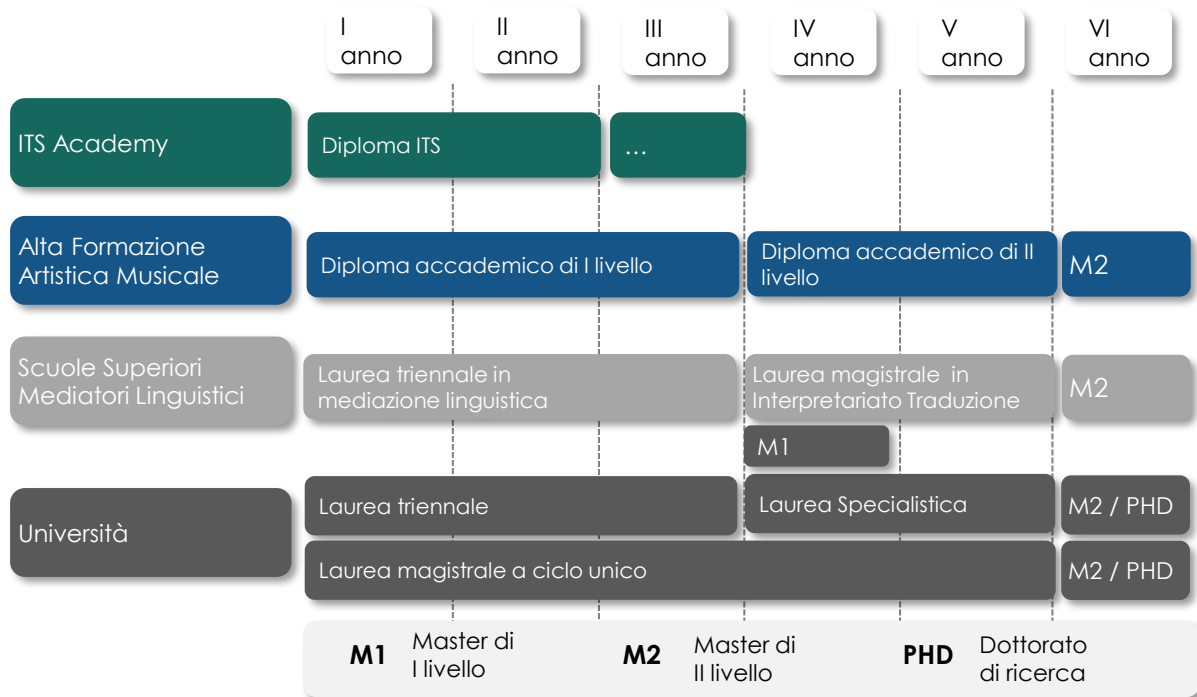 I
anno
II
anno
III
anno
IV
anno
V
anno
VI
anno
ITS Academy
Diploma ITS
...
Alta Formazione
Artistica Musicale
Diploma accademico di I livello
Diploma accademico di II
livello
M2
Scuole Superiori
Mediatori Linguistici
Laurea triennale in
mediazione linguistica
Laurea magistrale in
Interpretariato Traduzione
M2
M1
Università
Laurea triennale
Laurea Specialistica
M2 / PHD
Laurea magistrale a ciclo unico
M2 / PHD
M1
Master di
I livello
M2
Master di
II livello
PHD
Dottorato
di ricerca